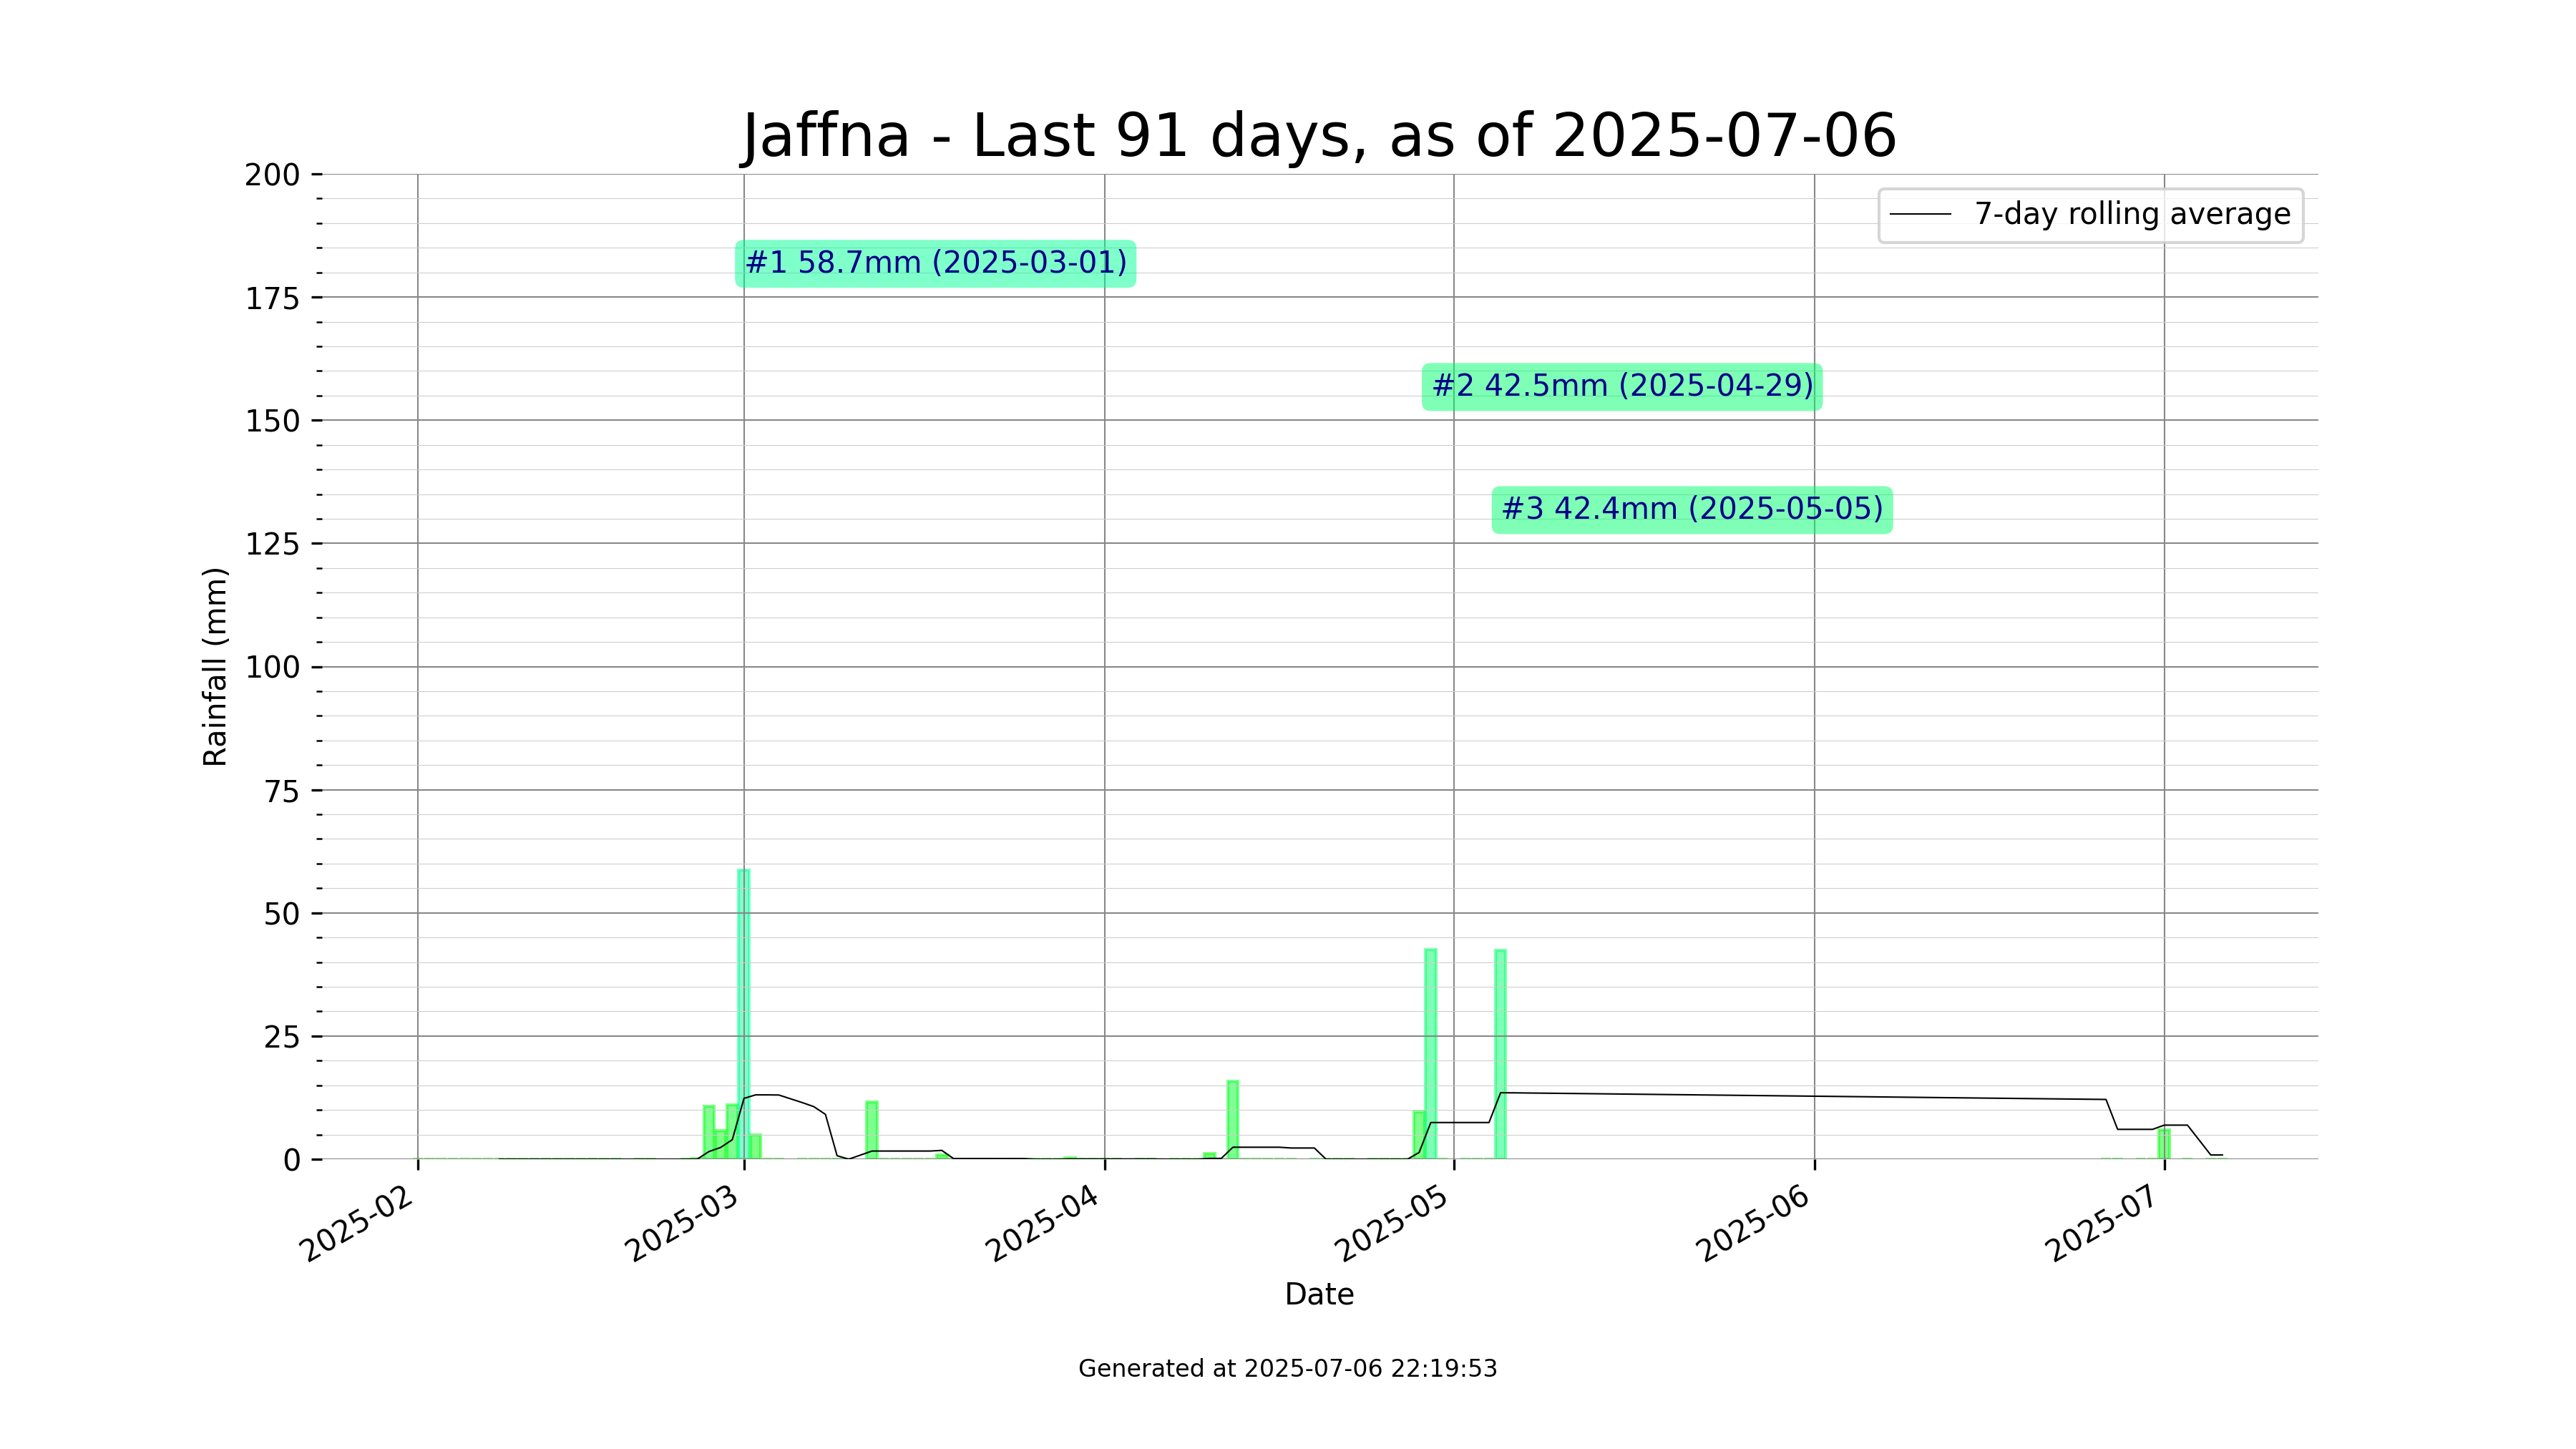 Jaffna - Last 91 days, as of 2025-07-06
7-day rolling average
#1 58.7mm (2025-03-01)
#2 42.5mm (2025-04-29)
#3 42.4mm (2025-05-05)
Rainfall (mm)
200
175
150
125
100
75
50
25
0
2025-02
2025-03
2025-04
2025-05
2025-06
2025-07
Date
Generated at 2025-07-06 22:19:53